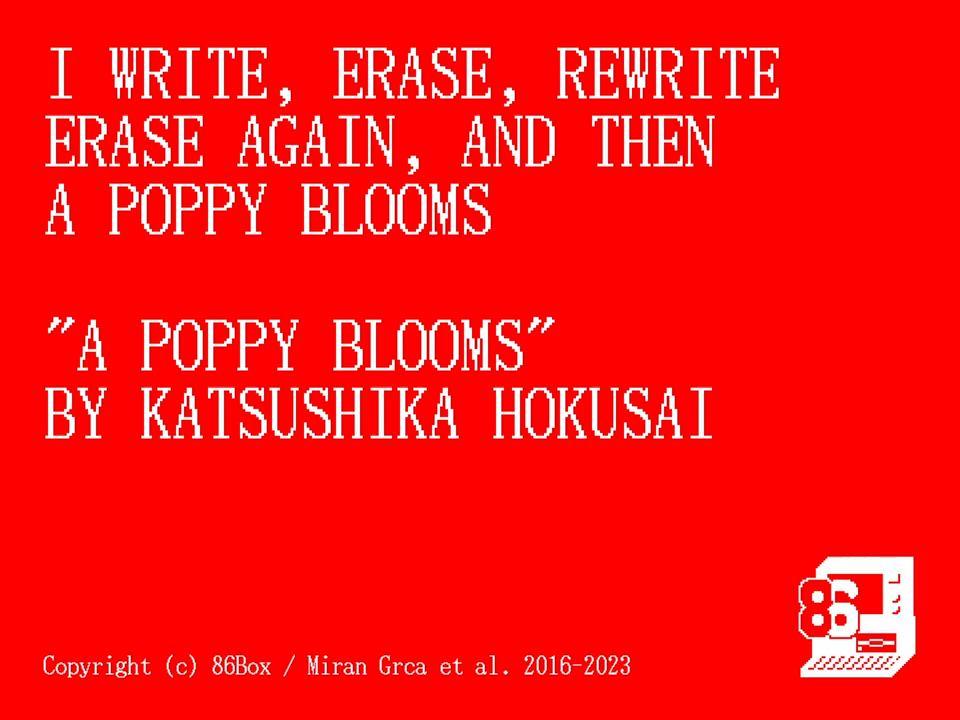 I WRITE, ERASE, REWRITE
ERASE AGAIN, AND THEN
A POPPY BLOOMS
"A POPPY BLOOMS"
BY KATSUSHIKA HOKUSAI
86
Copyright (c) 86Box / Miran Grca et al. 2016-2023